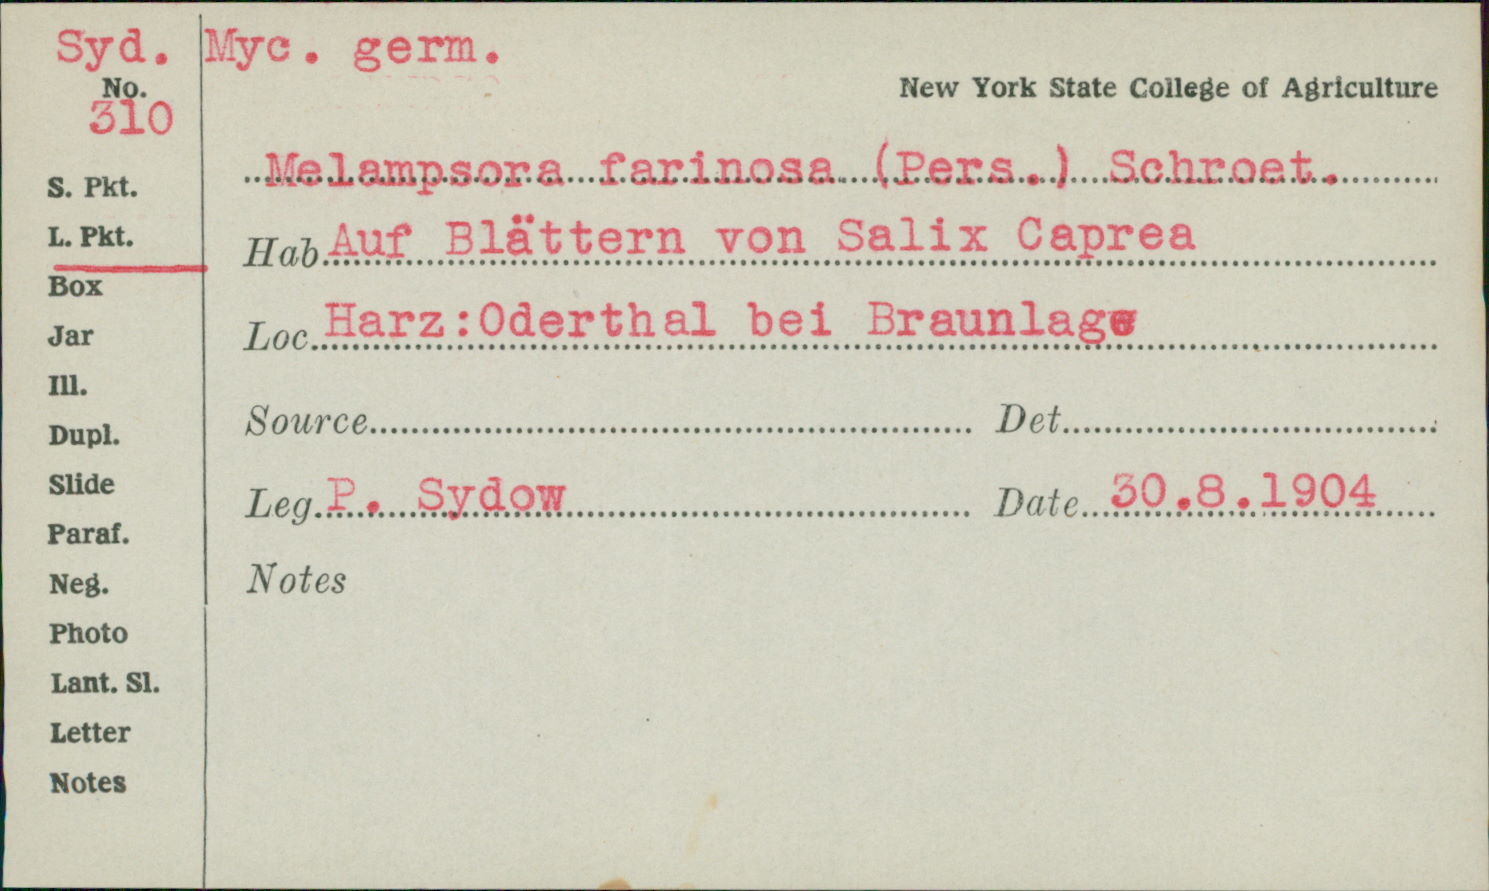 Syd. Myc. germ.
No.
310
New York State College of Agriculture
Melampsora farinosa (Pers.) Schroet.
Hab. Auf Blättern von Salix Caprea
Loc. Harz:Oderthal bei Braunlage
Source Det.
Leg. P. Sydow Date 30.8.1904
Notes
S. Pkt.
L. Pkt.
Box
Jar
Ill.
Dupl.
Slide
Paraf.
Neg.
Photo
Lant. Sl.
Letter
Notes